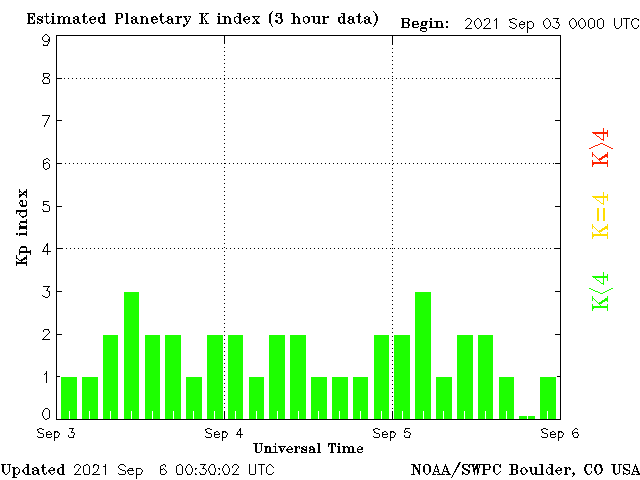 Estimated Planetary K index (3 hour data) Begin: 2021 Sep 03 0000 UTC
9
8
7
6
5
4
3
2
1
0
Kp index
K>4
K=4
K<4
Sep 3 Sep 4 Sep 5 Sep 6
Universal Time
Updated 2021 Sep 6 00:30:02 UTC NOAA/SWPC Boulder, CO USA